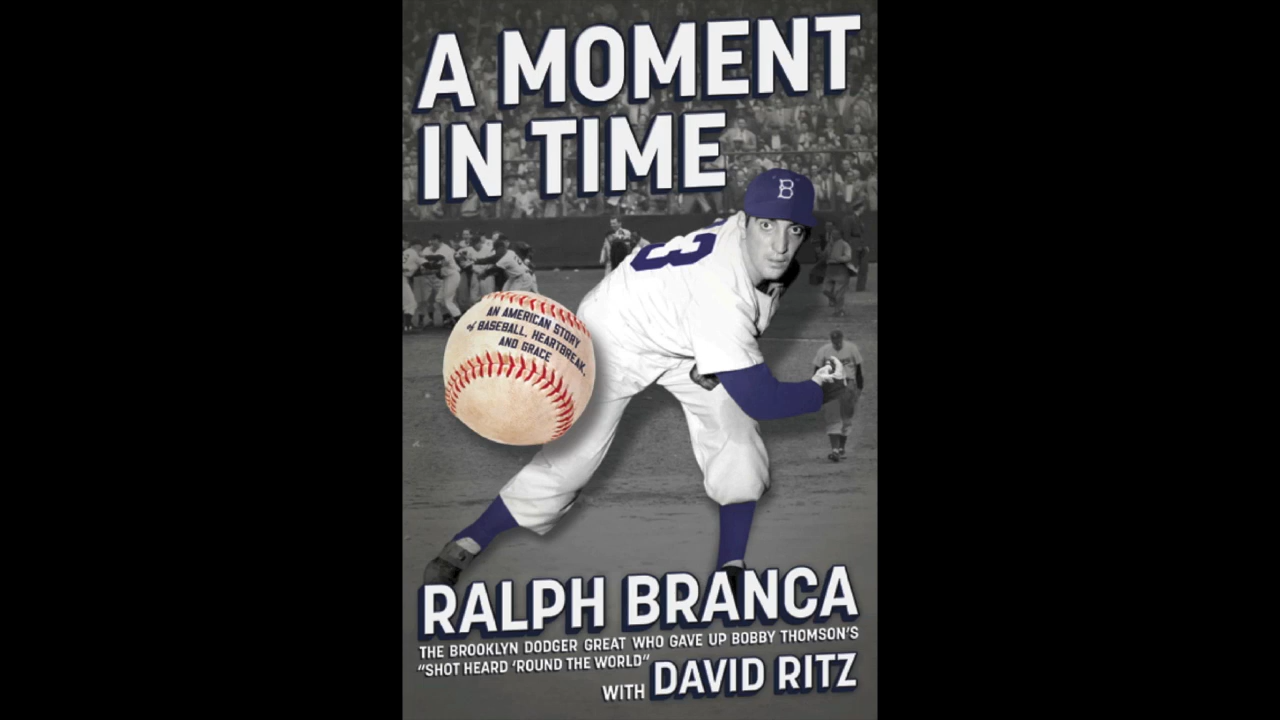 A MOMENT
IN TIME
B
3
AN AMERICAN STORY
of BASEBALL, HEARTBREAK,
AND GRACE
RALPH BRANCA
THE BROOKLYN DODGER GREAT WHO GAVE UP BOBBY THOMSON'S
"SHOT HEARD 'ROUND THE WORLD"
WITH DAVID RITZ